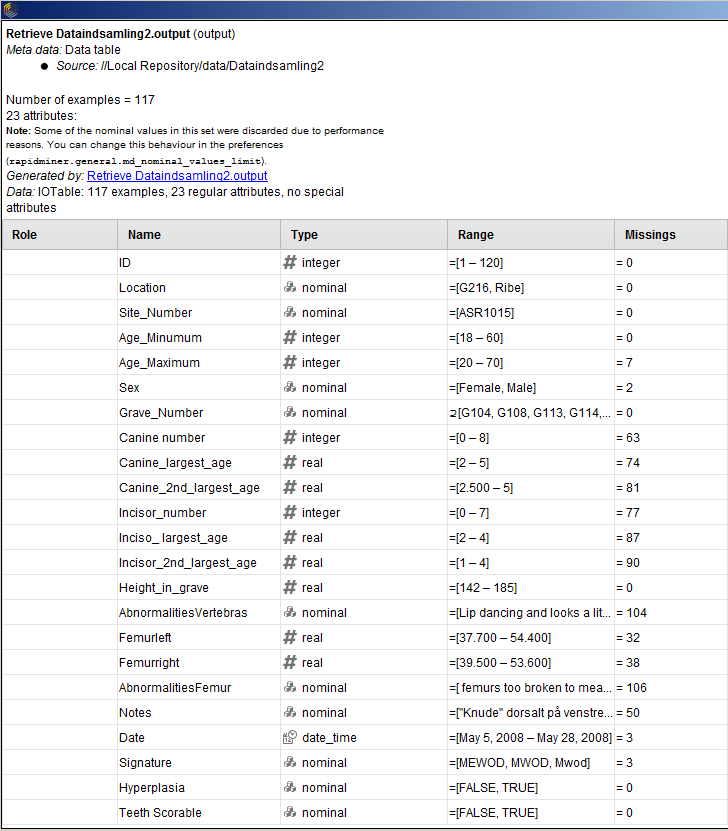 Retrieve Dataindsamling2.output (output)
Meta data: Data table
● Source: //Local Repository/data/Dataindsamling2
Number of examples = 117
23 attributes:
Note: Some of the nominal values in this set were discarded due to performance
reasons. You can change this behaviour in the preferences
(rapidminer.general.md_nominal_values_limit).
Generated by: Retrieve Dataindsamling2.output
Data: IOTable: 117 examples, 23 regular attributes, no special
attributes
Role Name Type Range Missings
ID # integer =[1 – 120] = 0
Location nominal =[G216, Ribe] = 0
Site_Number nominal =[ASR1015] = 0
Age_Minumum # integer =[18 – 60] = 0
Age_Maximum # integer =[20 – 70] = 7
Sex nominal =[Female, Male] = 2
Grave_Number nominal ⊇[G104, G108, G113, G114,... = 0
Canine number # integer =[0 – 8] = 63
Canine_largest_age # real =[2 – 5] = 74
Canine_2nd_largest_age # real =[2.500 – 5] = 81
Incisor_number # integer =[0 – 7] = 77
Inciso_ largest_age # real =[2 – 4] = 87
Incisor_2nd_largest_age # real =[1 – 4] = 90
Height_in_grave # real =[142 – 185] = 0
AbnormalitiesVertebras nominal =[Lip dancing and looks a lit... = 104
Femurleft # real =[37.700 – 54.400] = 32
Femurright # real =[39.500 – 53.600] = 38
AbnormalitiesFemur nominal =[ femurs too broken to mea... = 106
Notes nominal =["Knude" dorsalt på venstre... = 50
Date date_time =[May 5, 2008 – May 28, 2008] = 3
Signature nominal =[MEWOD, MWOD, Mwod] = 3
Hyperplasia nominal =[FALSE, TRUE] = 0
Teeth Scorable nominal =[FALSE, TRUE] = 0